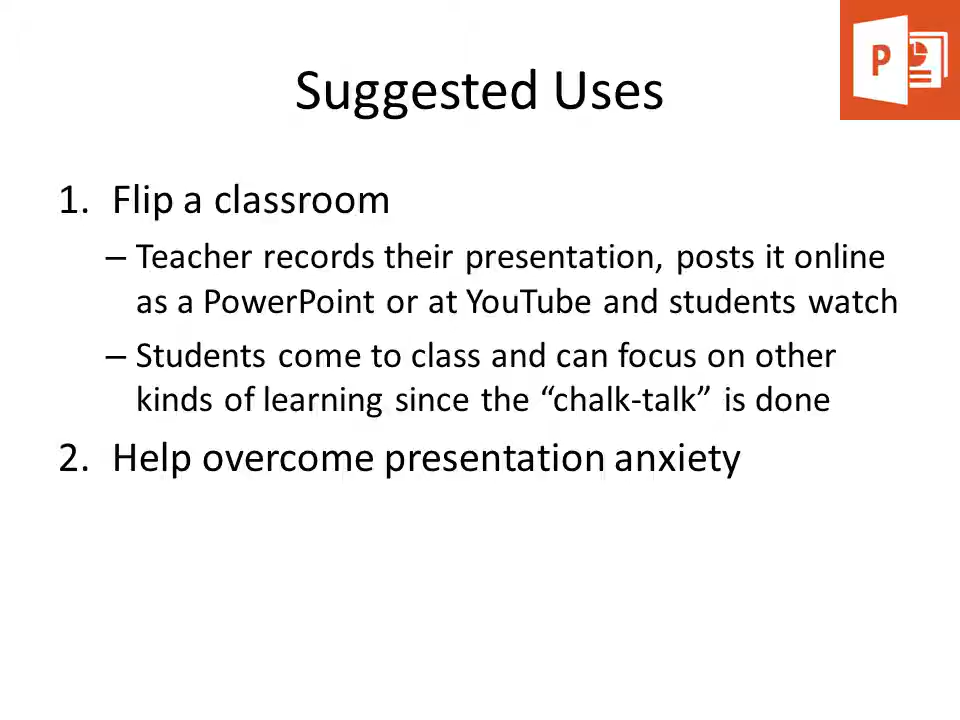 P
Suggested Uses
1. Flip a classroom
– Teacher records their presentation, posts it online
as a PowerPoint or at YouTube and students watch
– Students come to class and can focus on other
kinds of learning since the “chalk-talk” is done
2. Help overcome presentation anxiety